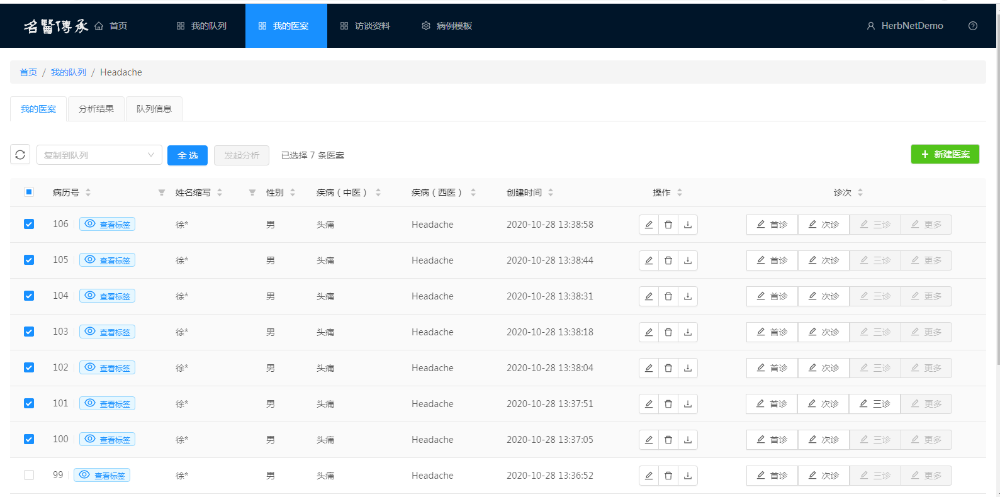 名醫傳承 首页 我的队列 我的医案 访谈资料 病例模板 HerbNetDemo
首页 / 我的队列 / Headache
我的医案 分析结果 队列信息
复制到队列 全 选 发起分析 已选择 7 条医案 + 新建医案
病历号 姓名缩写 性别 疾病（中医） 疾病（西医） 创建时间 操作 诊次
106 查看标签 徐* 男 头痛 Headache 2020-10-28 13:38:58 首诊 次诊 三诊 更多
105 查看标签 徐* 男 头痛 Headache 2020-10-28 13:38:44 首诊 次诊 三诊 更多
104 查看标签 徐* 男 头痛 Headache 2020-10-28 13:38:31 首诊 次诊 三诊 更多
103 查看标签 徐* 男 头痛 Headache 2020-10-28 13:38:18 首诊 次诊 三诊 更多
102 查看标签 徐* 男 头痛 Headache 2020-10-28 13:38:04 首诊 次诊 三诊 更多
101 查看标签 徐* 男 头痛 Headache 2020-10-28 13:37:51 首诊 次诊 三诊 更多
100 查看标签 徐* 男 头痛 Headache 2020-10-28 13:37:05 首诊 次诊 三诊 更多
99 查看标签 徐* 男 头痛 Headache 2020-10-28 13:36:52 首诊 次诊 三诊 更多